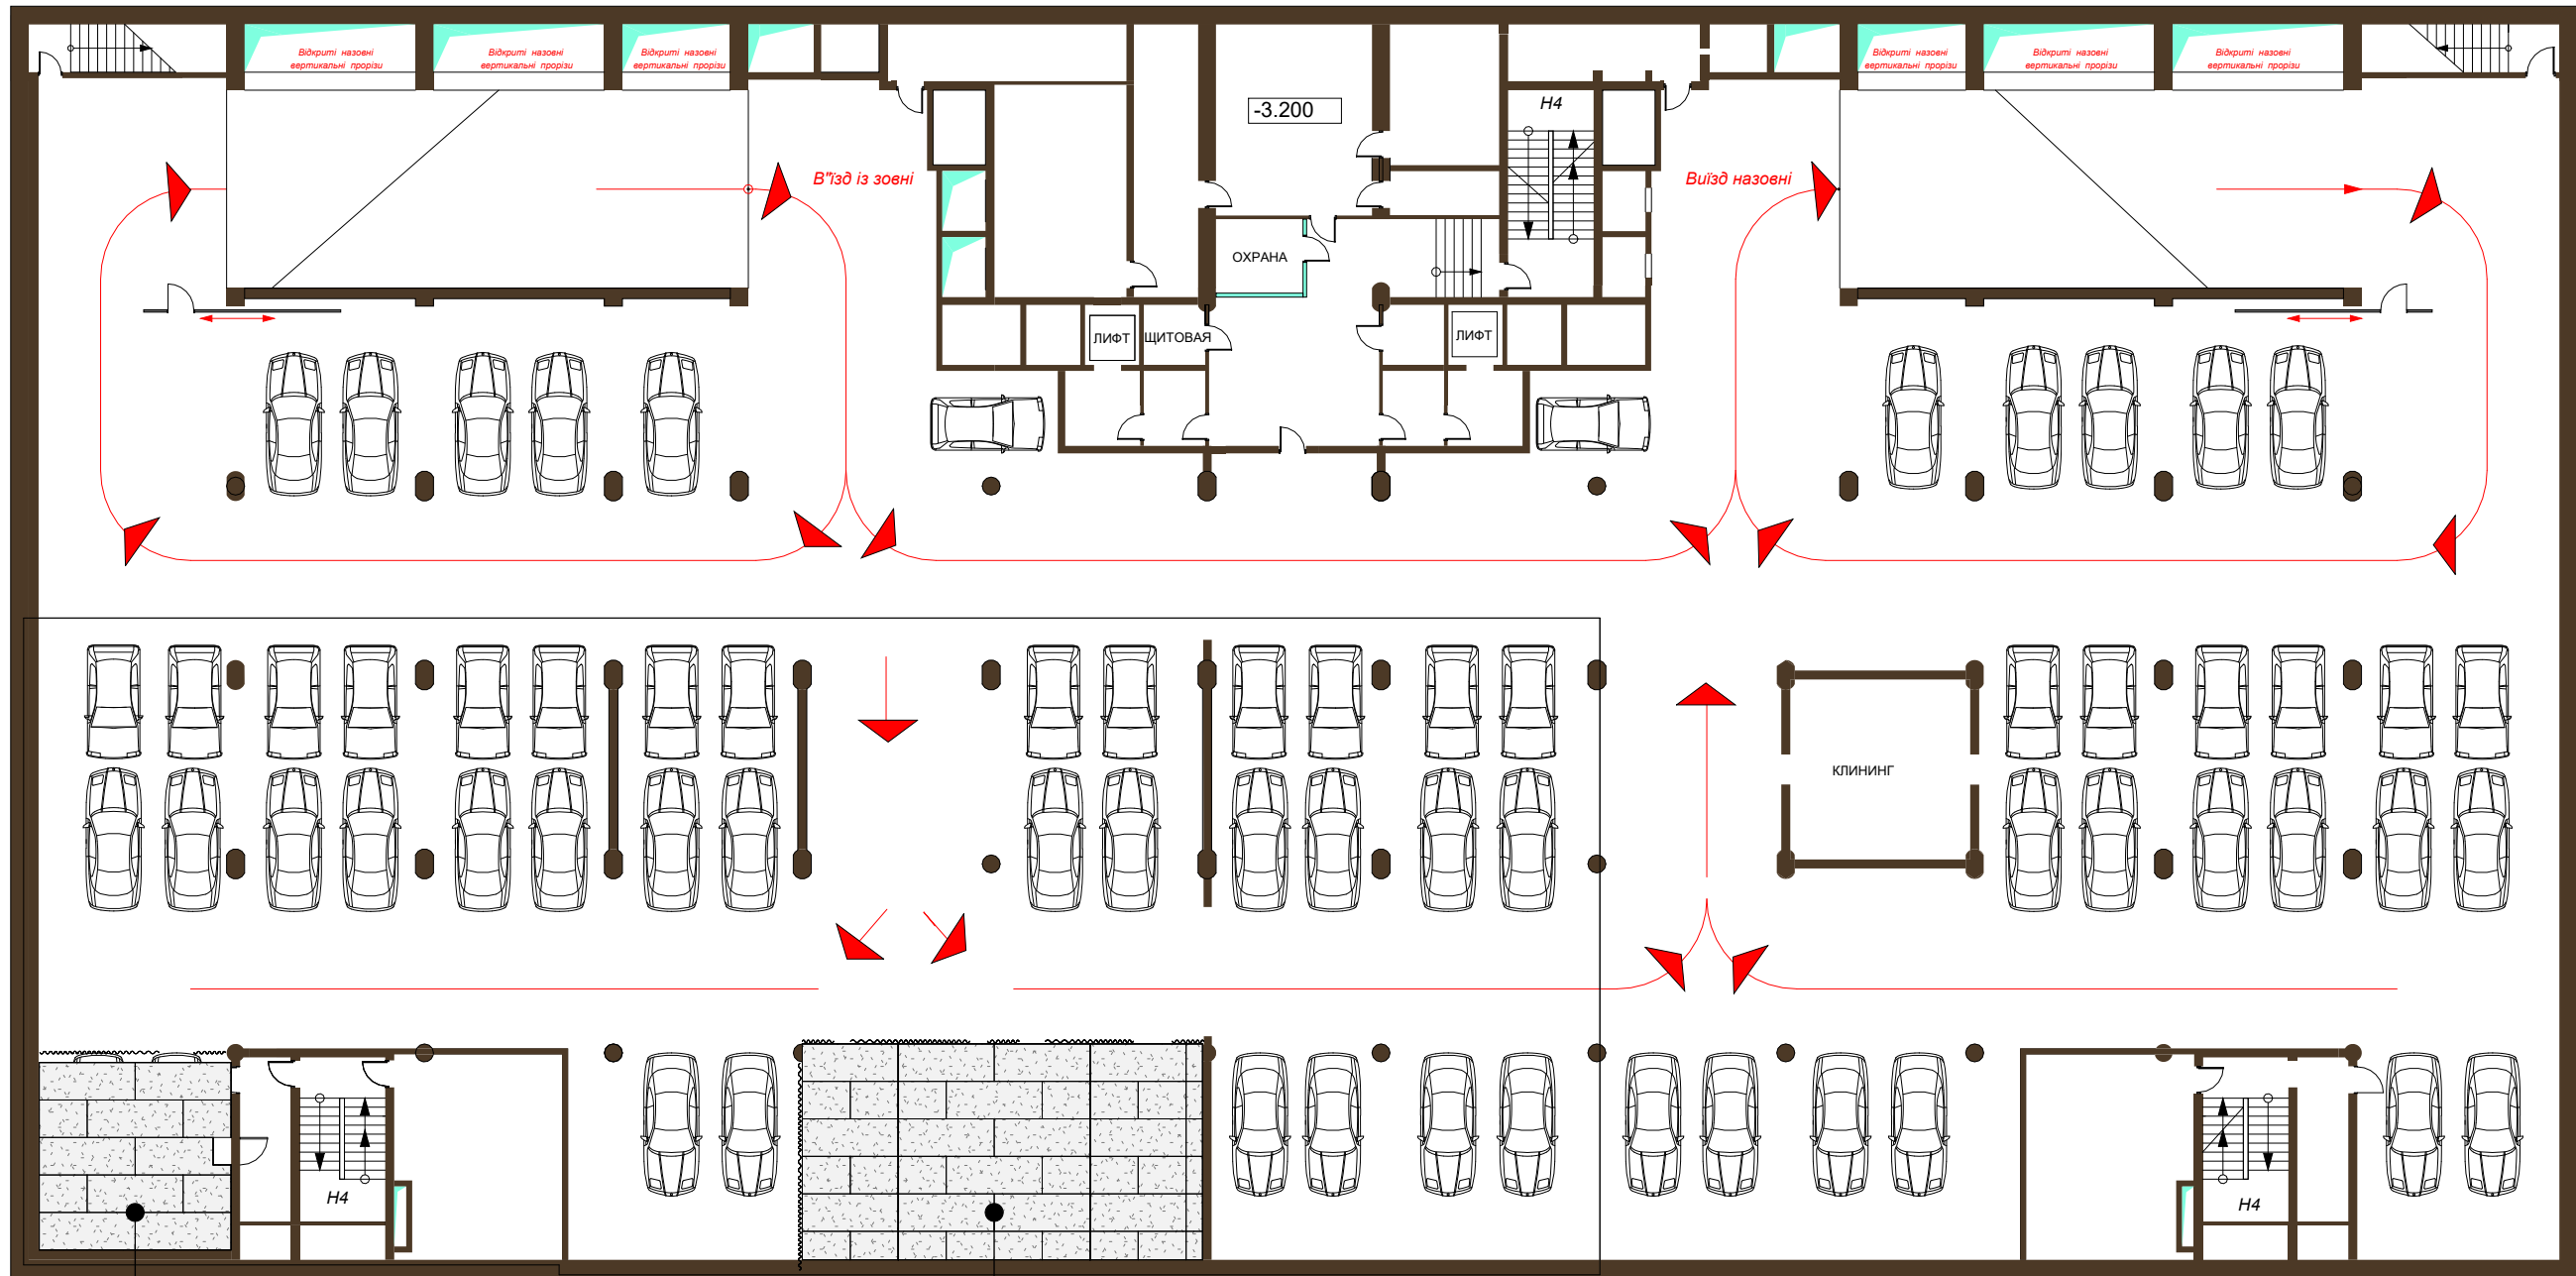 Відкриті назовні
вертикальні прорізи
Відкриті назовні
вертикальні прорізи
Відкриті назовні
вертикальні прорізи
Відкриті назовні
вертикальні прорізи
Відкриті назовні
вертикальні прорізи
Відкриті назовні
вертикальні прорізи
-3.200
Н4
В"їзд із зовні
Виїзд назовні
ОХРАНА
ЛИФТ
ЩИТОВАЯ
ЛИФТ
КЛИНИНГ
Н4
Н4